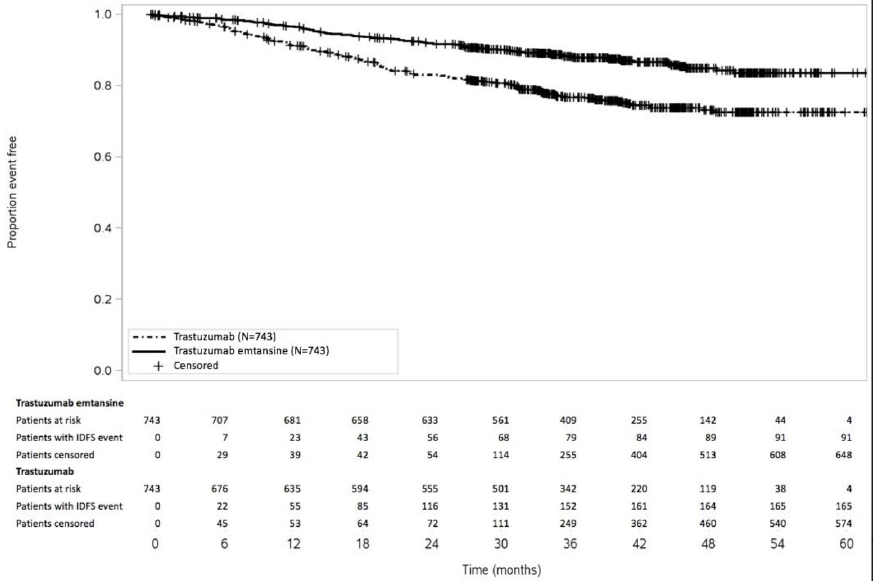 Proportion event free
1.0
0.8
0.6
0.4
0.2
0.0
Trastuzumab (N=743)
Trastuzumab emtansine (N=743)
Censored
Trastuzumab emtansine
Patients at risk 743 707 681 658 633 561 409 255 142 44 4
Patients with IDFS event 0 7 23 43 56 68 79 84 89 91 91
Patients censored 0 29 39 42 54 114 255 404 513 608 648
Trastuzumab
Patients at risk 743 676 635 594 555 501 342 220 119 38 4
Patients with IDFS event 0 22 55 85 116 131 152 161 164 165 165
Patients censored 0 45 53 64 72 111 249 362 460 540 574
0 6 12 18 24 30 36 42 48 54 60
Time (months)